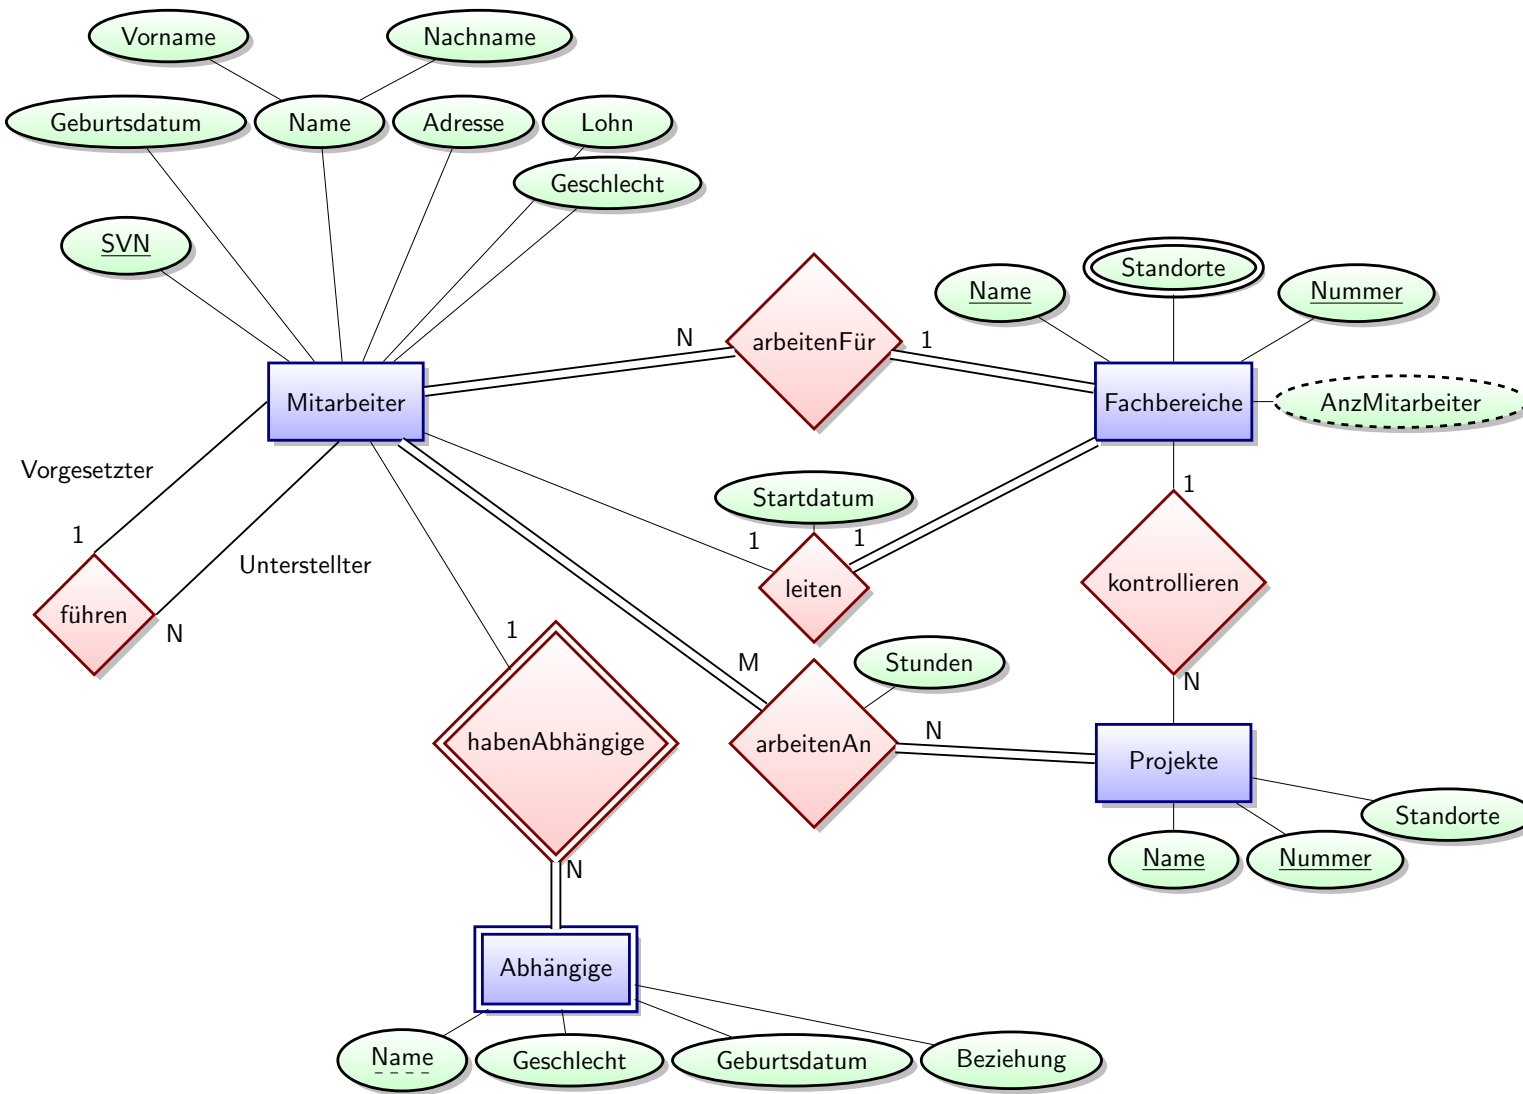 Vorname
Nachname
Geburtsdatum
Name
Adresse
Lohn
Geschlecht
SVN
Name
Standorte
Nummer
N
arbeitenFür
1
Mitarbeiter
Fachbereiche
AnzMitarbeiter
Vorgesetzter
1
Unterstellter
führen
N
Startdatum
1
1
leiten
1
kontrollieren
N
1
M
Stunden
habenAbhängige
arbeitenAn
N
Projekte
Standorte
Name
Nummer
N
Abhängige
Name
Geschlecht
Geburtsdatum
Beziehung